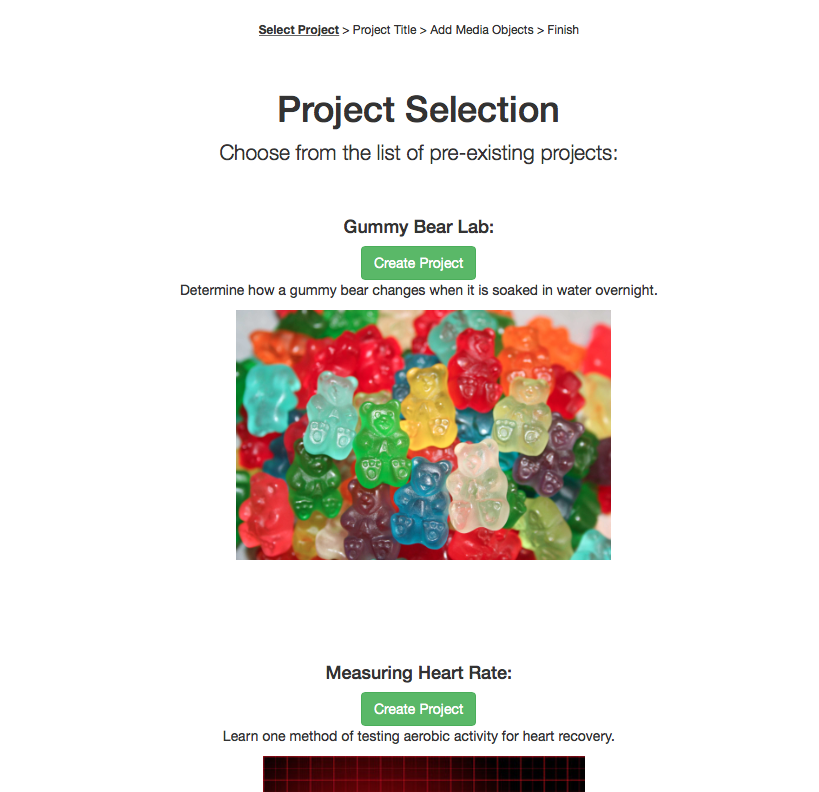 Select Project > Project Title > Add Media Objects > Finish
Project Selection
Choose from the list of pre-existing projects:
Gummy Bear Lab:
Create Project
Determine how a gummy bear changes when it is soaked in water overnight.
Measuring Heart Rate:
Create Project
Learn one method of testing aerobic activity for heart recovery.